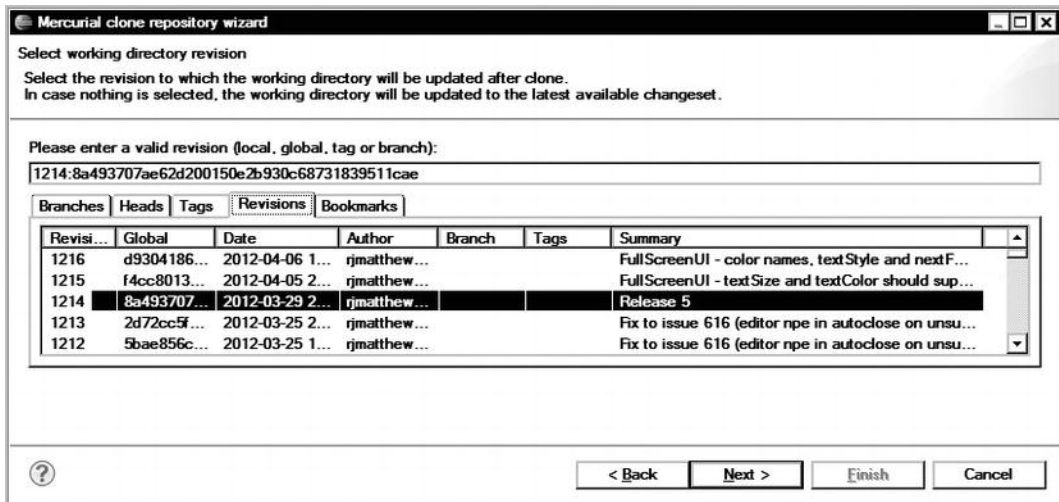 Mercurial clone repository wizard
Select working directory revision
Select the revision to which the working directory will be updated after clone.
In case nothing is selected, the working directory will be updated to the latest available changeset.
Please enter a valid revision (local, global, tag or branch):
1214:8a493707ae62d200150e2b930c68731839511cae
Branches Heads Tags Revisions Bookmarks
Revisi... Global Date Author Branch Tags Summary
1216 d9304186... 2012-04-06 1... rjmatthew... FullScreenUI - color names, textStyle and nextF...
1215 f4cc8013... 2012-04-05 2... rjmatthew... FullScreenUI - textSize and textColor should sup...
1214 8a493707... 2012-03-29 2... rjmatthew... Release 5
1213 2d72cc5f... 2012-03-25 2... rjmatthew... Fix to issue 616 (editor npe in autoclose on unsu...
1212 5bae856c... 2012-03-25 1... rjmatthew... Fix to issue 616 (editor npe in autoclose on unsu...
? < Back Next > Finish Cancel